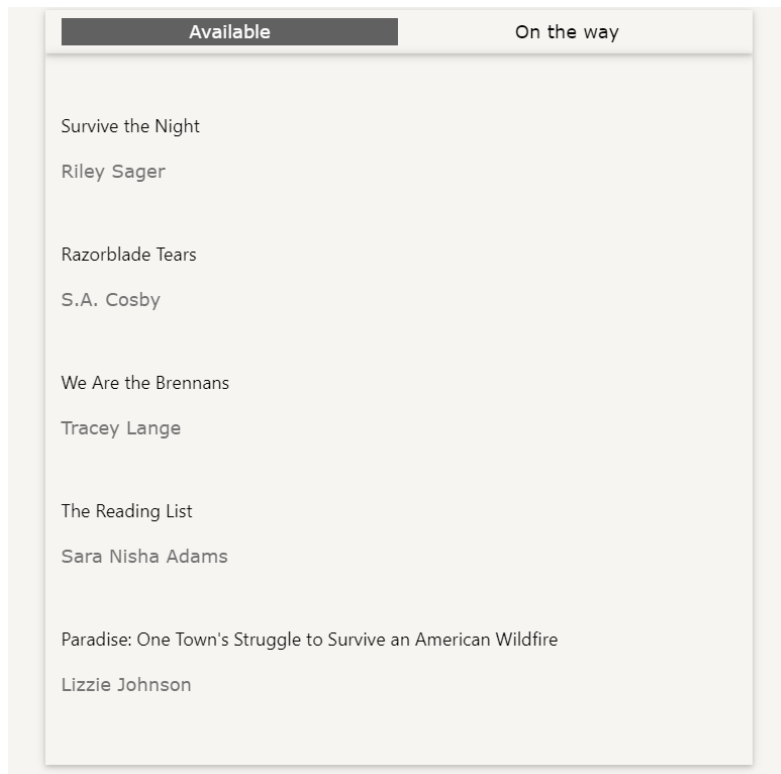 Available On the way
Survive the Night
Riley Sager
Razorblade Tears
S.A. Cosby
We Are the Brennans
Tracey Lange
The Reading List
Sara Nisha Adams
Paradise: One Town's Struggle to Survive an American Wildfire
Lizzie Johnson